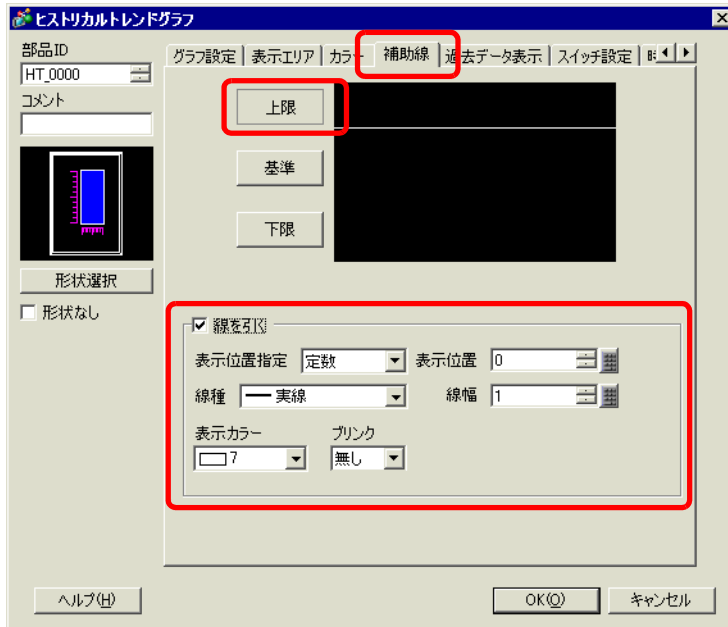 ヒストリカルトレンドグラフ
部品ID
HT_0000
コメント
形状選択
形状なし
グラフ設定 表示エリア カラー 補助線 過去データ表示 スイッチ設定
上限
基準
下限
線を引く
表示位置指定 定数 表示位置 0
線種 実線 線幅 1
表示カラー ブリンク
7 無し
ヘルプ(H) OK(O) キャンセル